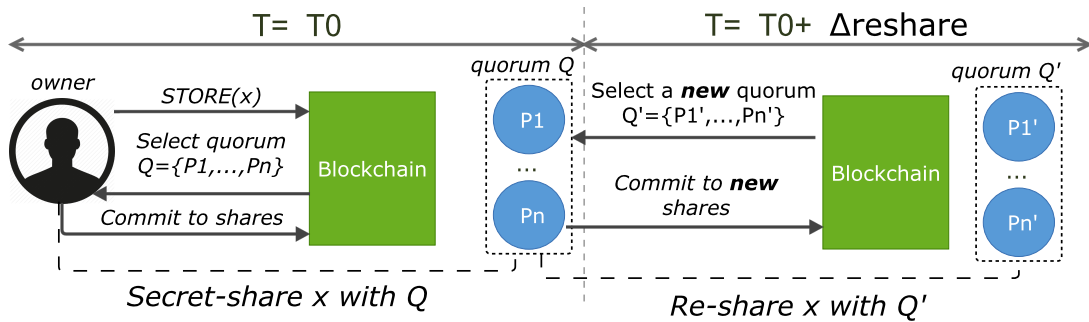 T= T0
T= T0+ Δreshare
owner
STORE(x)
Select quorum
Q={P1,...,Pn}
Commit to shares
Blockchain
quorum Q
P1
...
Pn
Secret-share x with Q
Select a new quorum
Q'={P1',...,Pn'}
Commit to new
shares
Blockchain
quorum Q'
P1'
...
Pn'
Re-share x with Q'